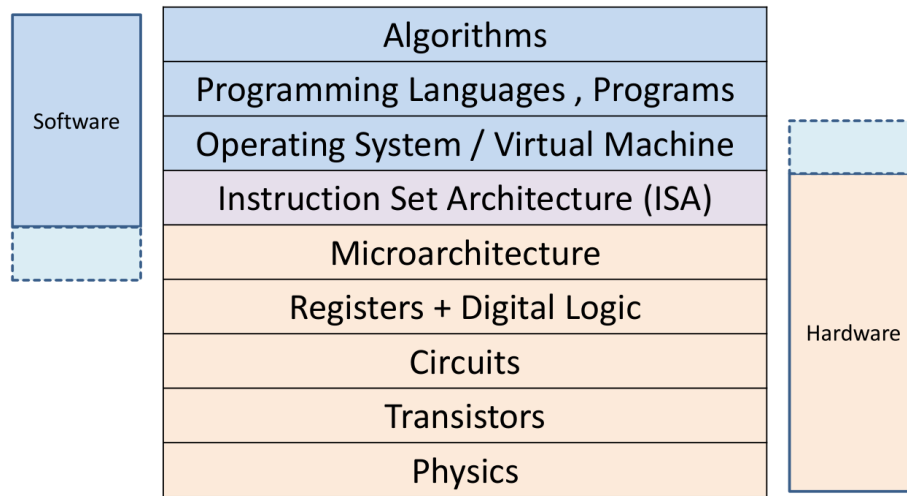 Algorithms
Programming Languages , Programs
Software
Operating System / Virtual Machine
Instruction Set Architecture (ISA)
Microarchitecture
Registers + Digital Logic
Hardware
Circuits
Transistors
Physics